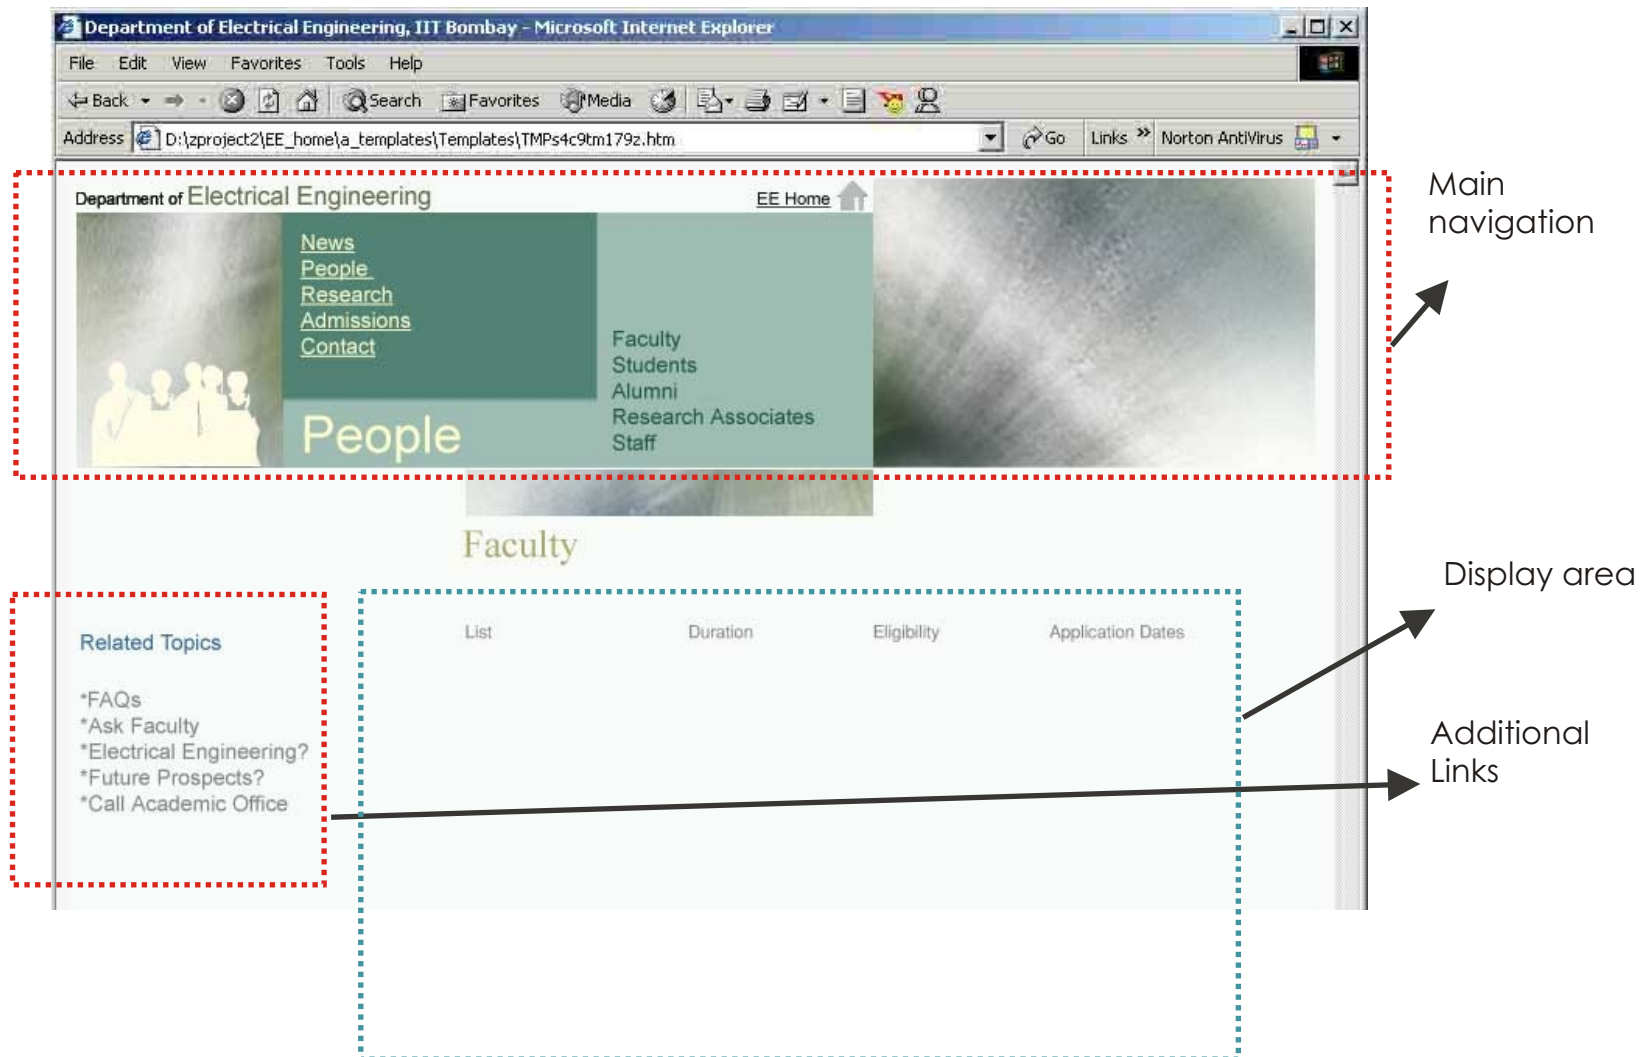 Department of Electrical Engineering, IIT Bombay - Microsoft Internet Explorer
File Edit View Favorites Tools Help
Back Search Favorites Media
Address D:\zproject2\EE_home\a_templates\Templates\TMPs4c9tm179z.htm Go Links » Norton AntiVirus
Department of Electrical Engineering
EE Home
News
People
Research
Admissions
Contact
People
Faculty
Students
Alumni
Research Associates
Staff
Main
navigation
Faculty
Display area
Related Topics
*FAQs
*Ask Faculty
*Electrical Engineering?
*Future Prospects?
*Call Academic Office
List Duration Eligibility Application Dates
Additional
Links